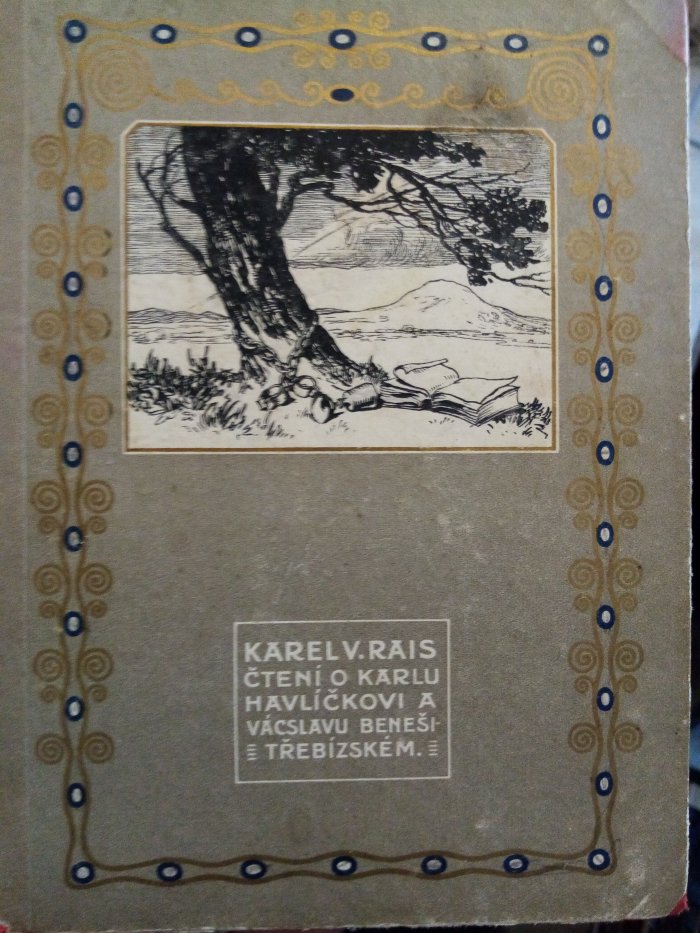 KAREL V. RAIS
ČTENÍ O KARLU
HAVLÍČKOVI A
VÁCSLAVU BENEŠI-
TŘEBÍZSKÉM.